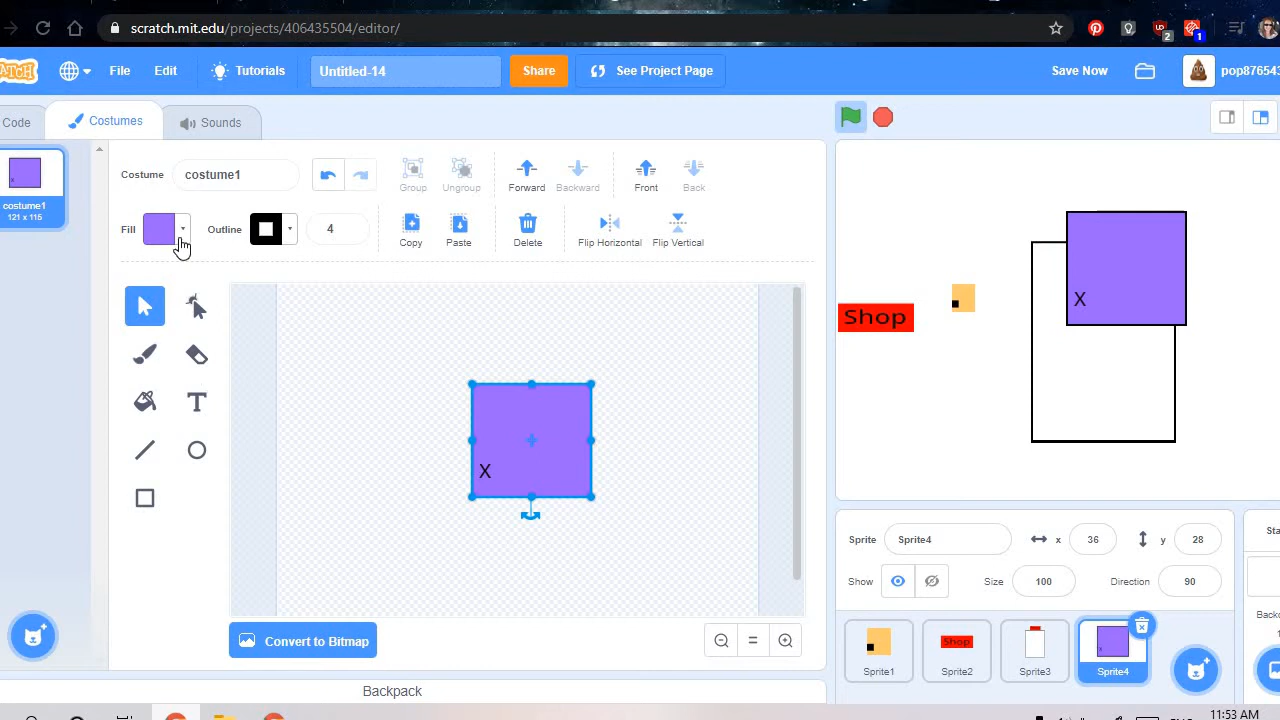 scratch.mit.edu/projects/406435504/editor/
2
1
File
Edit
Tutorials
Untitled-14
Share
See Project Page
Save Now
pop876543
Code
Costumes
Sounds
Costume
costume1
Group
Ungroup
Forward
Backward
Front
Back
Fill
Outline
4
Copy
Paste
Delete
Flip Horizontal
Flip Vertical
costume1
121 x 115
X
X
Shop
Convert to Bitmap
Backpack
Sprite
Sprite4
x
36
y
28
Show
Size
100
Direction
90
Sprite1
Shop
Sprite2
Sprite3
Sprite4
11:53 AM